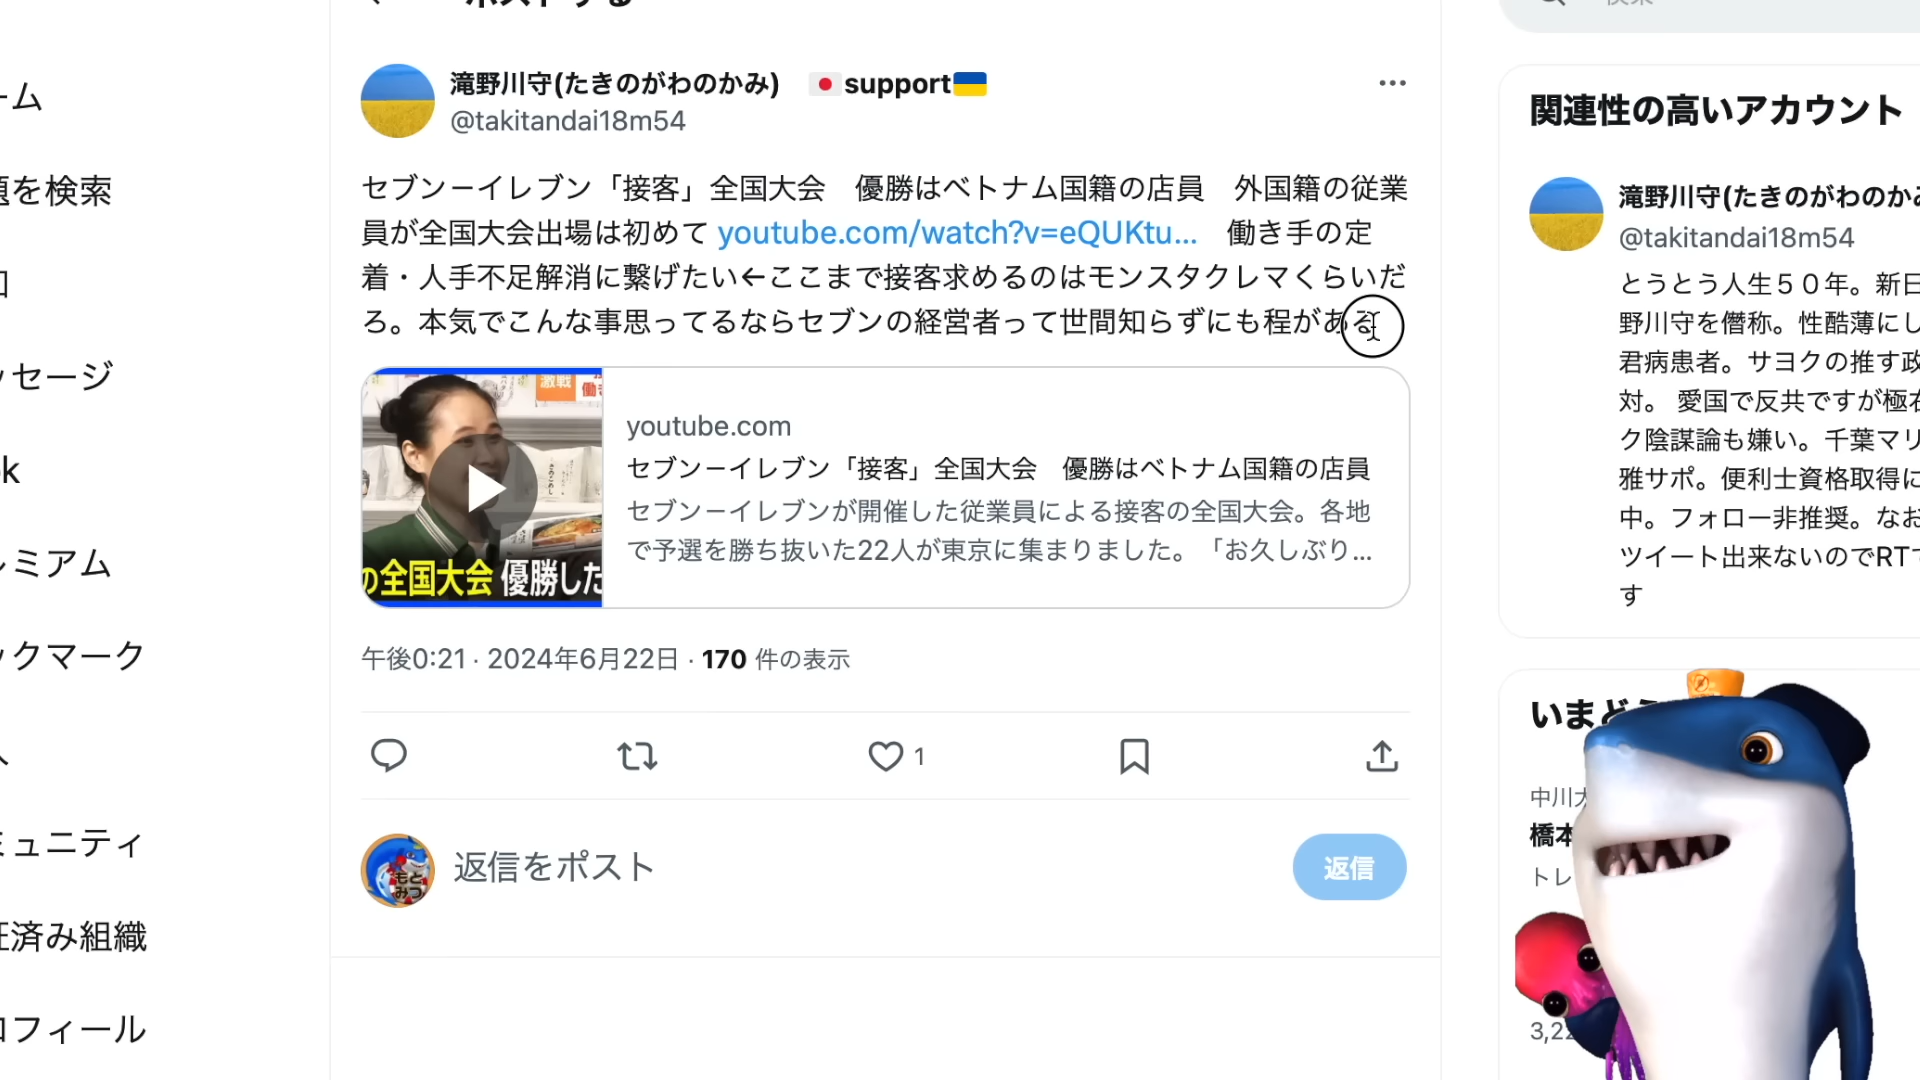 ポストする
検索
ーム
題を検索
ッセージ
k
レミアム
ックマーク
ミュニティ
証済み組織
ロフィール
滝野川守(たきのがわのかみ) 🇯🇵support🇺🇦
@takitandai18m54
セブン−イレブン「接客」全国大会　優勝はベトナム国籍の店員　外国籍の従業
員が全国大会出場は初めて youtube.com/watch?v=eQUKtu…　働き手の定
着・人手不足解消に繋げたい←ここまで接客求めるのはモンスタクレマくらいだ
ろ。本気でこんな事思ってるならセブンの経営者って世間知らずにも程がある
激戦
働
の全国大会 優勝した
youtube.com
セブン−イレブン「接客」全国大会　優勝はベトナム国籍の店員
セブン−イレブンが開催した従業員による接客の全国大会。各地
で予選を勝ち抜いた22人が東京に集まりました。「お久しぶり...
午後0:21 · 2024年6月22日 · 170 件の表示
1
もと
みつ
返信をポスト
返信
関連性の高いアカウント
滝野川守(たきのがわのかみ
@takitandai18m54
とうとう人生５０年。新日
野川守を僭称。性酷薄にし
君病患者。サヨクの推す政
対。 愛国で反共ですが極右
ク陰謀論も嫌い。千葉マリ
雅サポ。便利士資格取得に
中。フォロー非推奨。なお
ツイート出来ないのでRTで
す
いまどう
中川大
橋本
トレ
3,22